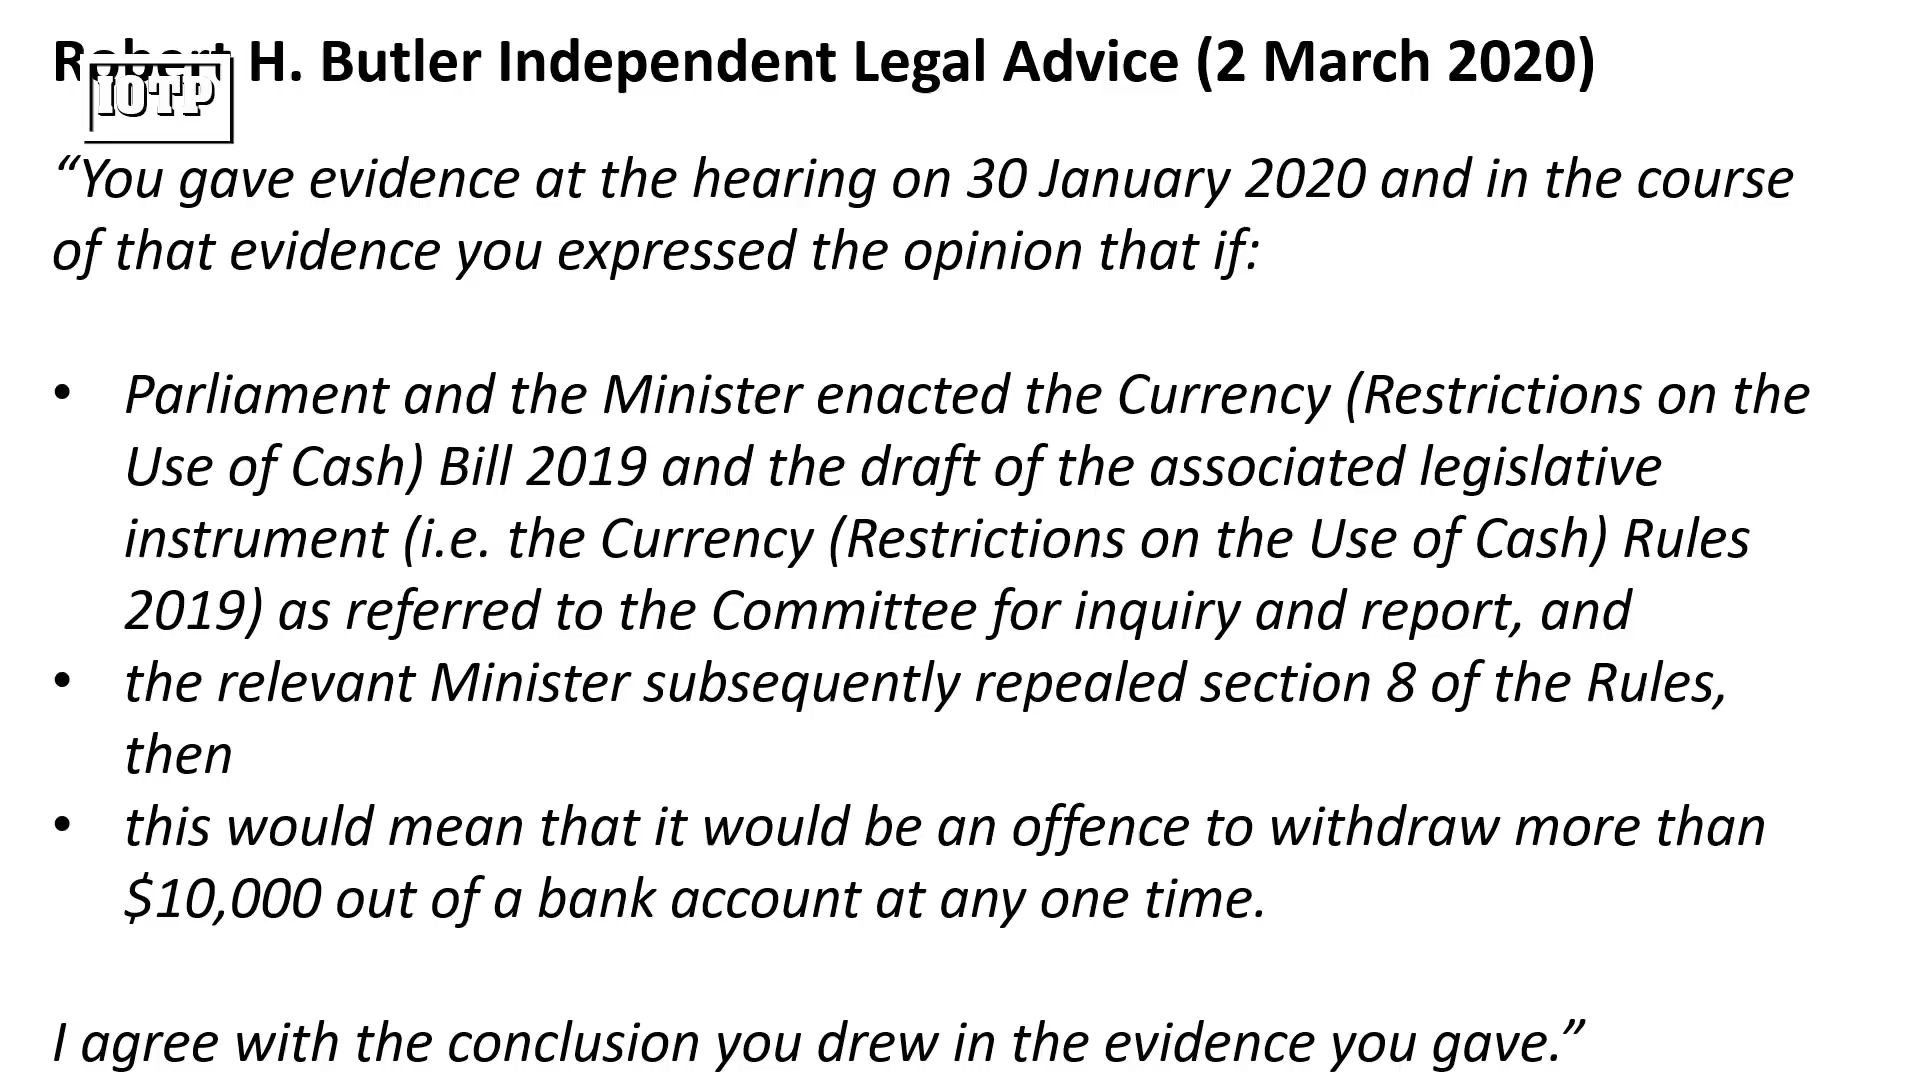 Robert H. Butler Independent Legal Advice (2 March 2020)
IOTP
“You gave evidence at the hearing on 30 January 2020 and in the course
of that evidence you expressed the opinion that if:
• Parliament and the Minister enacted the Currency (Restrictions on the
Use of Cash) Bill 2019 and the draft of the associated legislative
instrument (i.e. the Currency (Restrictions on the Use of Cash) Rules
2019) as referred to the Committee for inquiry and report, and
• the relevant Minister subsequently repealed section 8 of the Rules,
then
• this would mean that it would be an offence to withdraw more than
$10,000 out of a bank account at any one time.
I agree with the conclusion you drew in the evidence you gave.”